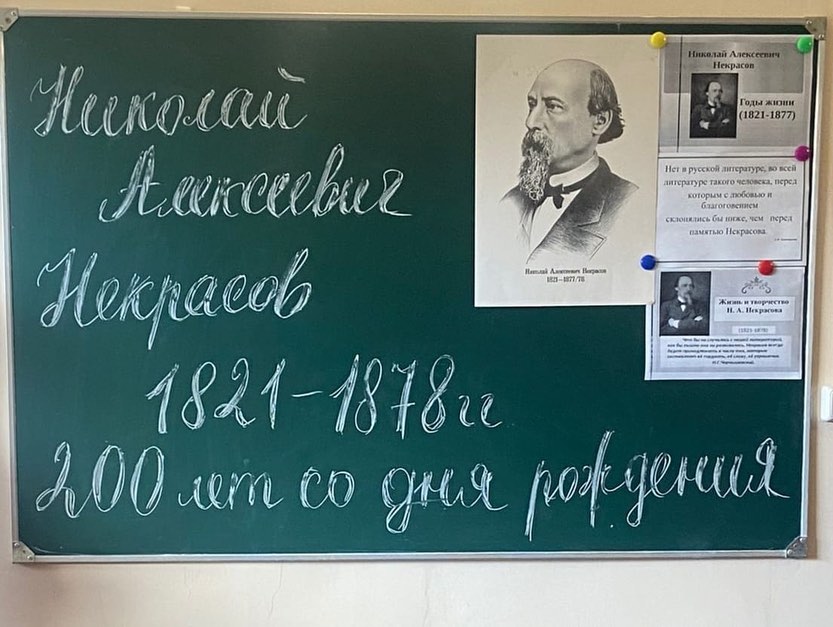 Николай
Алексеевич
Некрасов
1821-1878гг
200 лет со дня рождения
Николай Алексеевич Некрасов
1821—1877/78
Николай Алексеевич
Некрасов
Годы жизни
(1821-1877)
Нет в русской литературе, во всей
литературе такого человека, перед
которым с любовью и
благоговением
склонялись бы ниже, чем перед
памятью Некрасова.
Жизнь и творчество
Н. А. Некрасова
(1821-1878)